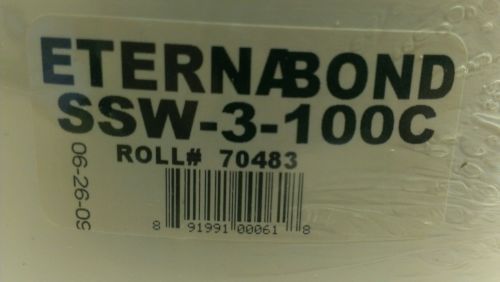 ETERNABOND
SSW-3-100C
ROLL# 70483
06-26-09
8 91991 00061 8